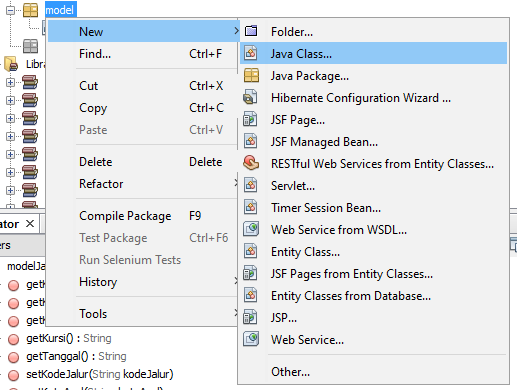 model
New
Find... Ctrl+F
Cut Ctrl+X
Copy Ctrl+C
Paste Ctrl+V
Delete Delete
Refactor
Compile Package F9
Test Package Ctrl+F6
Run Selenium Tests
History
Tools
Folder...
Java Class...
Java Package...
Hibernate Configuration Wizard ...
JSF Page...
JSF Managed Bean...
RESTful Web Services from Entity Classes...
Servlet...
Timer Session Bean...
Web Service from WSDL...
Entity Class...
JSF Pages from Entity Classes...
Entity Classes from Database...
JSP...
Web Service...
Other...
Libra
ator
ers
modelJa
getK
getK
getKursi() : String
getTanggal() : String
setKodeJalur(String kodeJalur)